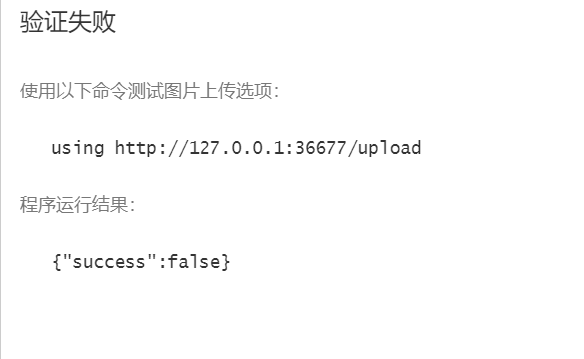 验证失败
使用以下命令测试图片上传选项：
using http://127.0.0.1:36677/upload
程序运行结果：
{"success":false}